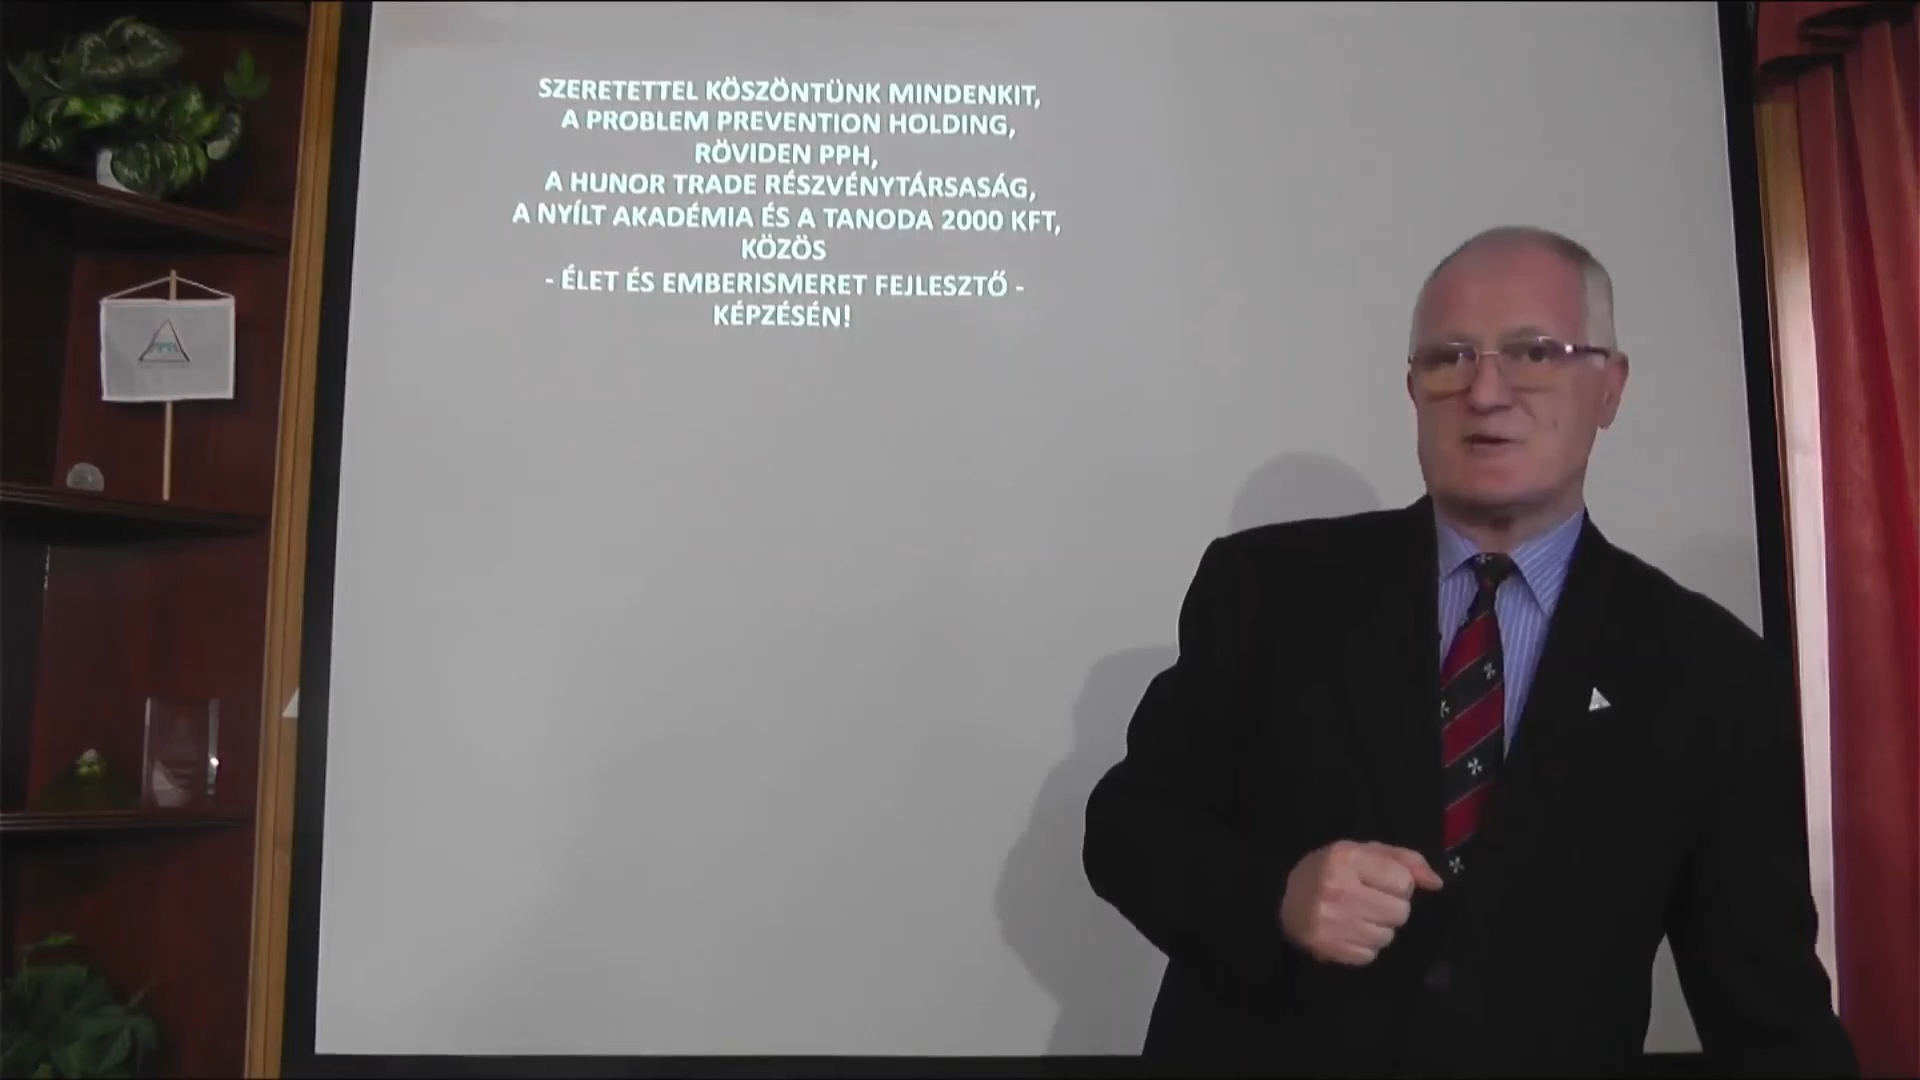 SZERETETTEL KÖSZÖNTÜNK MINDENKIT,
A PROBLEM PREVENTION HOLDING,
RÖVIDEN PPH,
A HUNOR TRADE RÉSZVÉNYTÁRSASÁG,
A NYÍLT AKADÉMIA ÉS A TANODA 2000 KFT,
KÖZÖS
- ÉLET ÉS EMBERISMERET FEJLESZTŐ -
KÉPZÉSÉN!